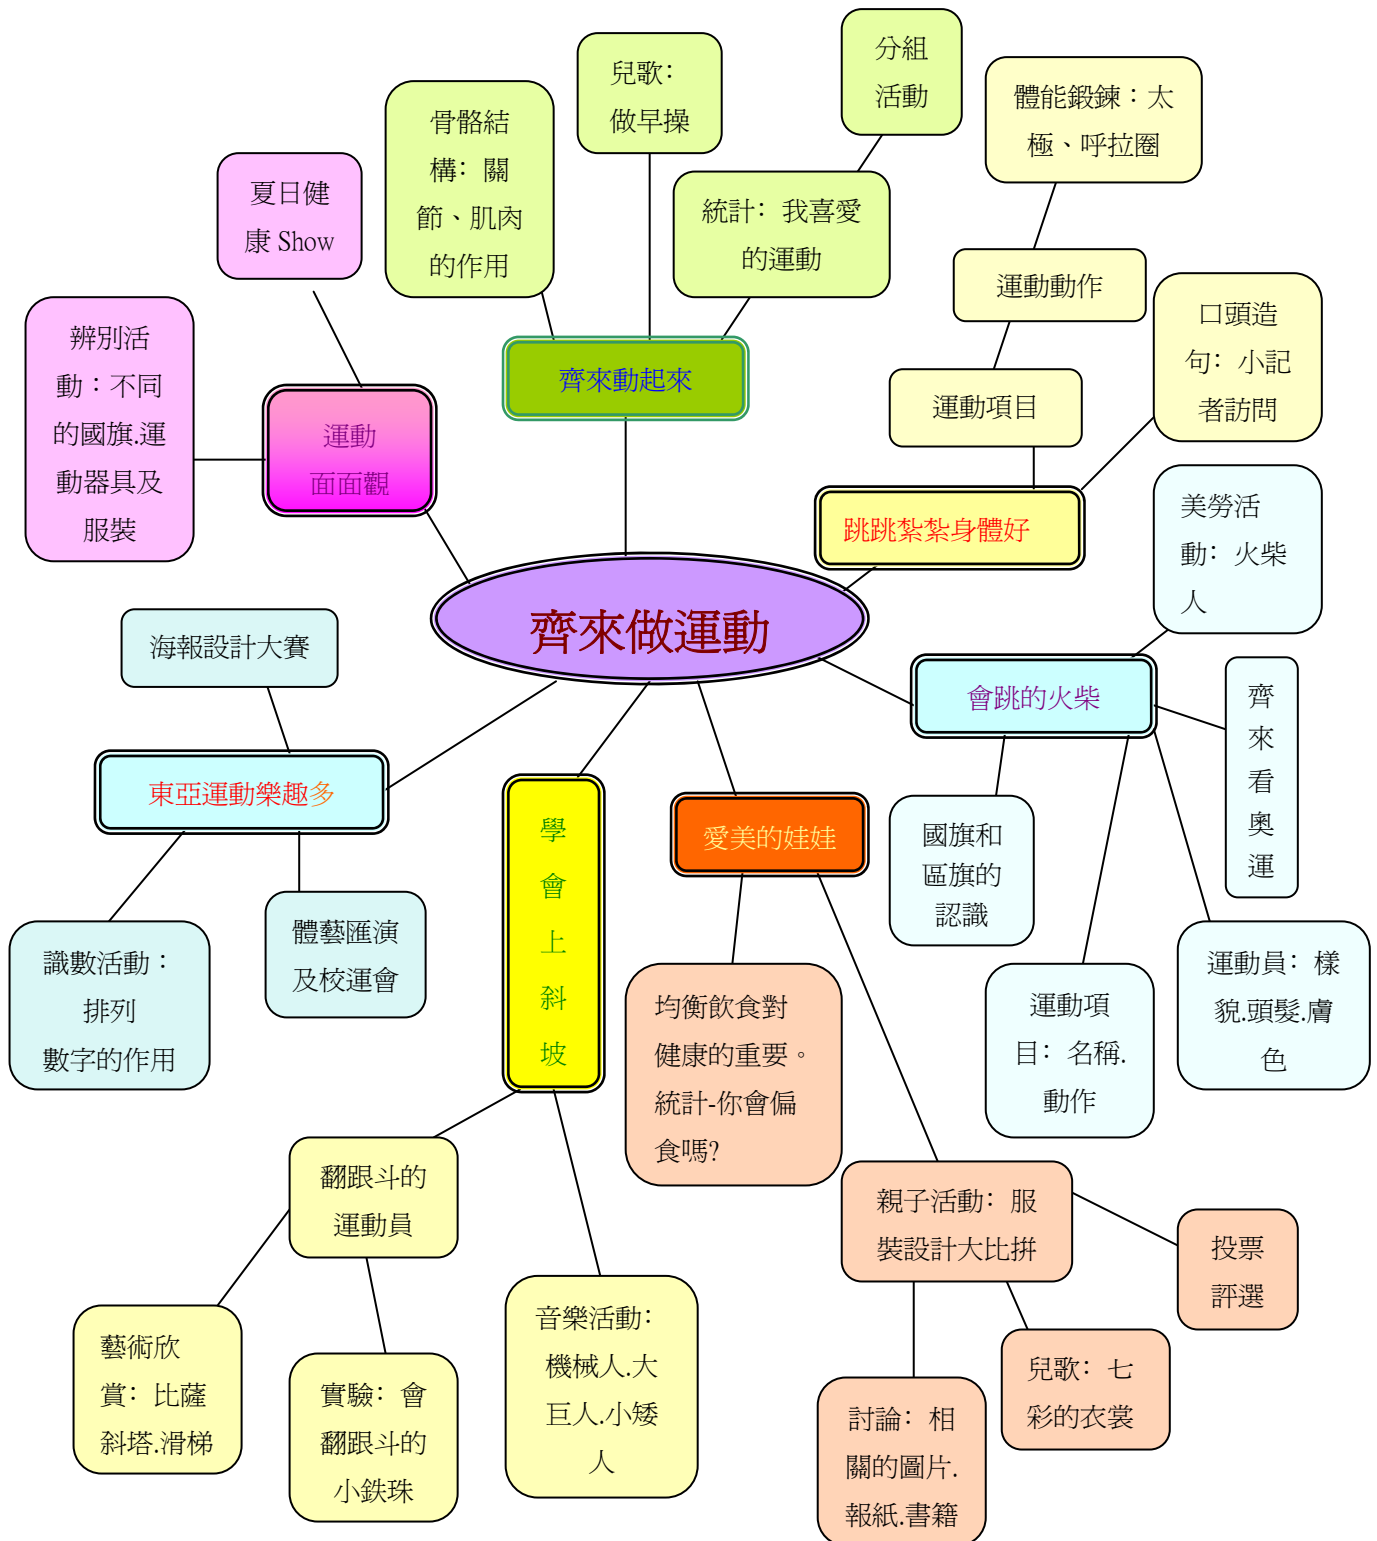 分組
活動
兒歌：
做早操
體能鍛鍊：太
極、呼拉圈
骨骼結
構：關
節、肌肉
的作用
夏日健
康 Show
統計：我喜愛
的運動
運動動作
口頭造
句：小記
者訪問
辨別活
動：不同
的國旗.運
動器具及
服裝
齊來動起來
運動項目
運動
面面觀
跳跳紮紮身體好
美勞活
動：火柴
人
齊來做運動
海報設計大賽
會跳的火柴
齊
來
看
奧
運
東亞運動樂趣多
學
會
上
斜
坡
愛美的娃娃
國旗和
區旗的
認識
體藝匯演
及校運會
識數活動：
排列
數字的作用
運動員：樣
貌.頭髮.膚
色
均衡飲食對
健康的重要。
統計-你會偏
食嗎?
運動項
目：名稱.
動作
翻跟斗的
運動員
親子活動：服
裝設計大比拚
投票
評選
藝術欣
賞：比薩
斜塔.滑梯
實驗：會
翻跟斗的
小鉄珠
音樂活動：
機械人.大
巨人.小矮
人
兒歌：七
彩的衣裳
討論：相
關的圖片.
報紙.書籍